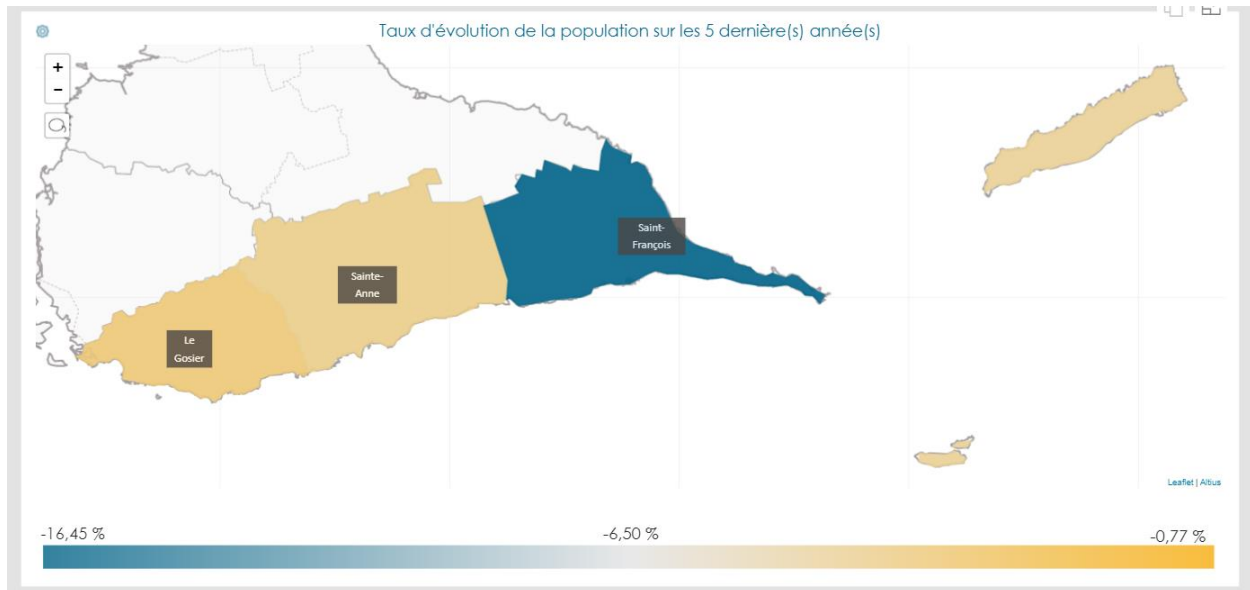 Taux d'évolution de la population sur les 5 dernière(s) année(s)
+
−
Saint-
François
Sainte-
Anne
Le
Gosier
Leaflet | Altius
-16,45 %
-6,50 %
-0,77 %